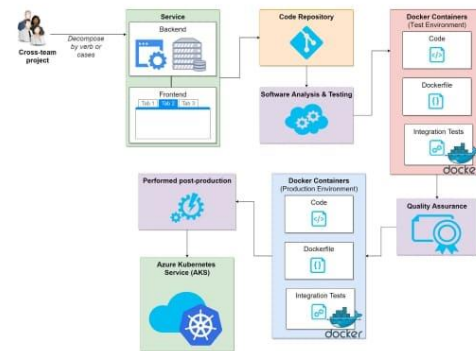 Cross-team
project
Decompose
by verb or
cases
Service
Backend
Frontend
Tab 1
Tab 2
Tab 3
Code Repository
Software Analysis & Testing
Docker Containers
(Test Environment)
Code
Dockerfile
Integration Tests
docker
Quality Assurance
Docker Containers
(Production Environment)
Code
Dockerfile
Integration Tests
docker
Performed post-production
Azure Kubernetes
Service (AKS)